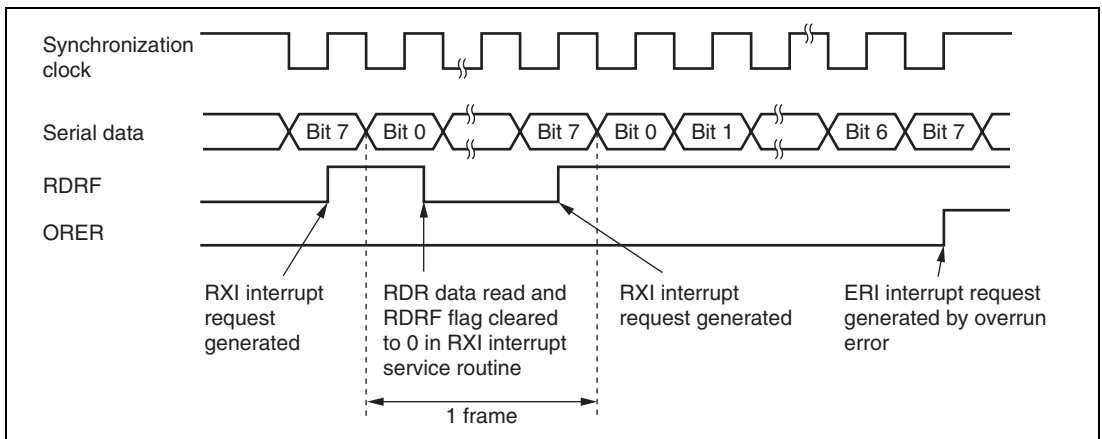 Synchronization
clock
Serial data
Bit 7 Bit 0 Bit 7 Bit 0 Bit 1 Bit 6 Bit 7
RDRF
ORER
RXI interrupt
request
generated
RDR data read and
RDRF flag cleared
to 0 in RXI interrupt
service routine
RXI interrupt
request generated
ERI interrupt request
generated by overrun
error
1 frame